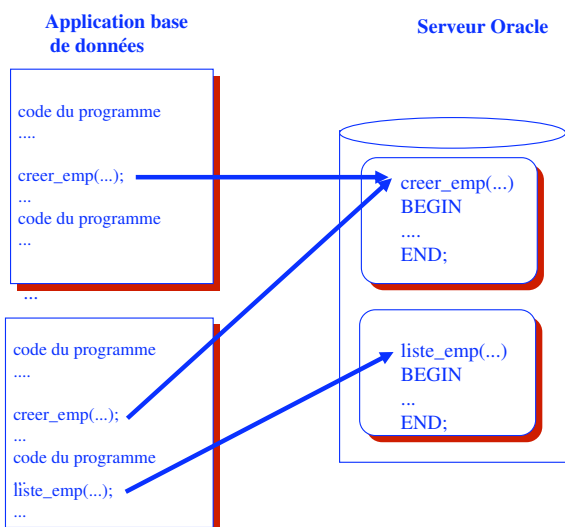 Application base
de données
Serveur Oracle
code du programme
....
creer_emp(...);
...
code du programme
...
...
code du programme
....
creer_emp(...);
...
code du programme
...
liste_emp(...);
...
creer_emp(...)
BEGIN
....
END;
liste_emp(...)
BEGIN
...
END;